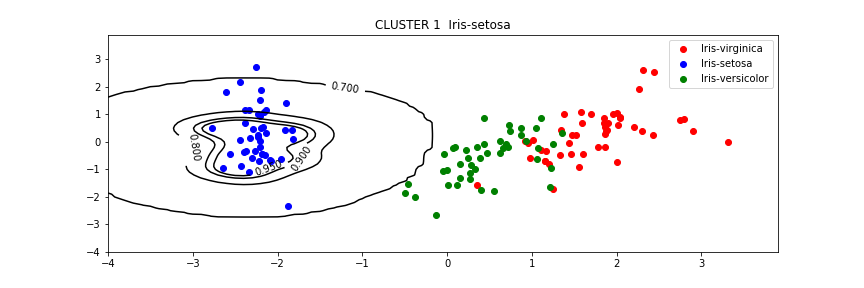 CLUSTER 1 Iris-setosa
Iris-virginica
Iris-setosa
Iris-versicolor
0.700
0.800
0.900
0.950
3
2
1
0
−1
−2
−3
−4
−4 −3 −2 −1 0 1 2 3